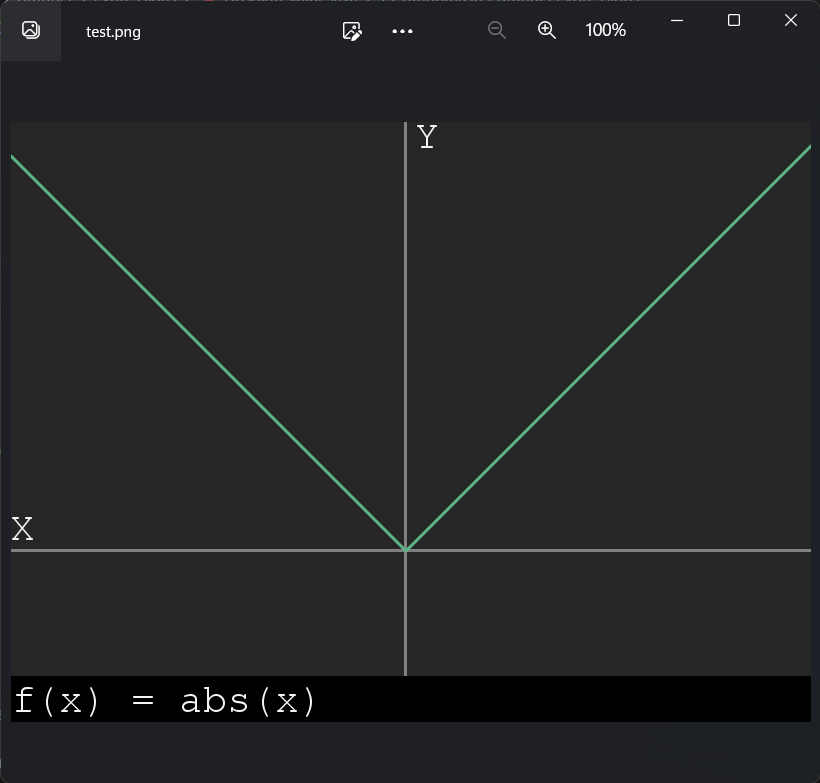 test.png
100%
Y
X
f(x) = abs(x)